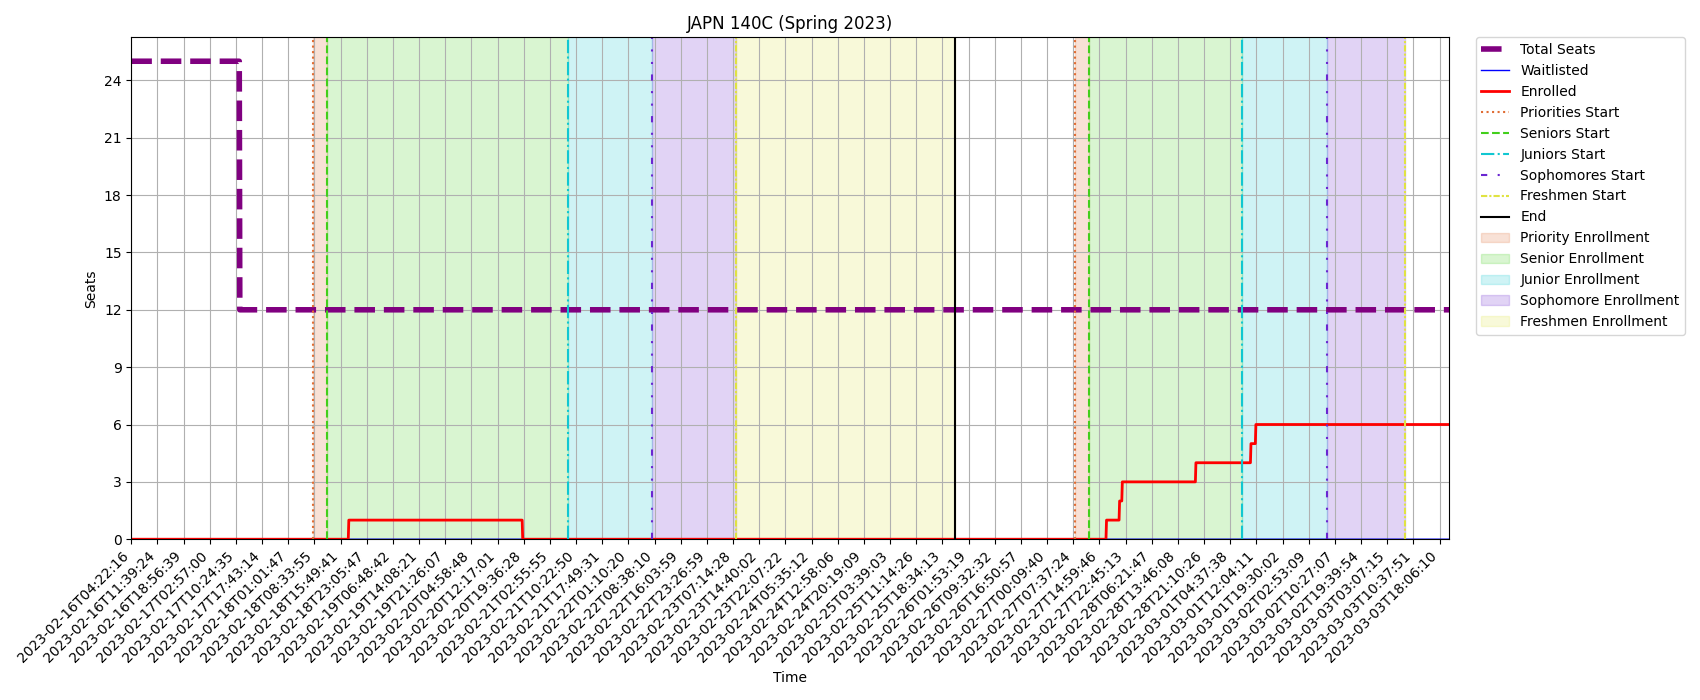 JAPN 140C (Spring 2023)
Seats
24
21
18
15
12
9
6
3
0
2023-02-16T04:22:16
2023-02-16T11:39:24
2023-02-16T18:56:39
2023-02-17T02:57:00
2023-02-17T10:24:35
2023-02-17T17:43:14
2023-02-18T01:01:47
2023-02-18T08:33:55
2023-02-18T15:49:41
2023-02-18T23:05:47
2023-02-19T06:48:42
2023-02-19T14:08:21
2023-02-19T21:26:07
2023-02-20T04:58:48
2023-02-20T12:17:01
2023-02-20T19:36:28
2023-02-21T02:55:55
2023-02-21T10:22:50
2023-02-21T17:49:31
2023-02-22T01:10:20
2023-02-22T08:38:10
2023-02-22T16:03:59
2023-02-22T23:26:59
2023-02-23T07:14:28
2023-02-23T14:40:02
2023-02-23T22:07:22
2023-02-24T05:35:12
2023-02-24T12:58:06
2023-02-24T20:19:09
2023-02-25T03:39:03
2023-02-25T11:14:26
2023-02-25T18:34:13
2023-02-26T01:53:19
2023-02-26T09:32:32
2023-02-26T16:50:57
2023-02-27T00:09:40
2023-02-27T07:37:24
2023-02-27T14:59:46
2023-02-27T22:45:13
2023-02-28T06:21:47
2023-02-28T13:46:08
2023-02-28T21:10:26
2023-03-01T04:37:38
2023-03-01T12:04:11
2023-03-01T19:30:02
2023-03-02T02:53:09
2023-03-02T10:27:07
2023-03-02T19:39:54
2023-03-03T03:07:15
2023-03-03T10:37:51
2023-03-03T18:06:10
Time
Total Seats
Waitlisted
Enrolled
Priorities Start
Seniors Start
Juniors Start
Sophomores Start
Freshmen Start
End
Priority Enrollment
Senior Enrollment
Junior Enrollment
Sophomore Enrollment
Freshmen Enrollment